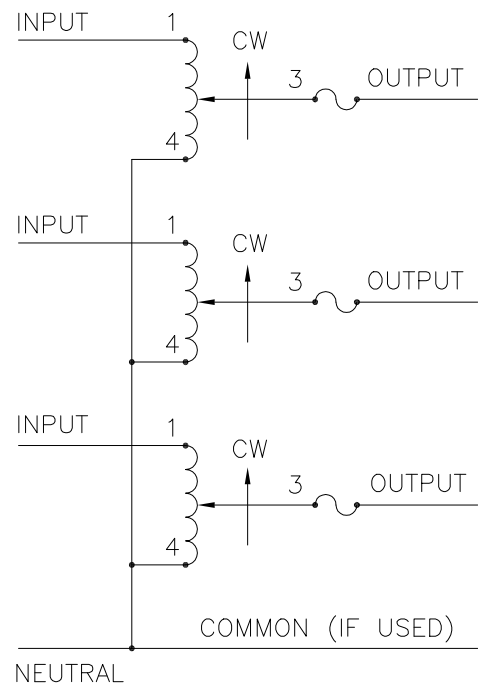 INPUT 1
CW
3 OUTPUT
4
INPUT 1
CW
3 OUTPUT
4
INPUT 1
CW
3 OUTPUT
4
COMMON (IF USED)
NEUTRAL